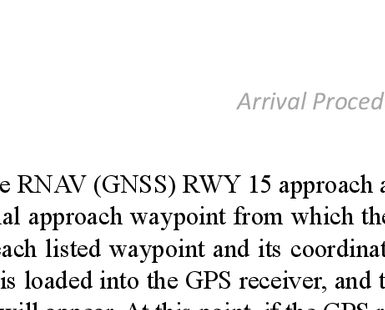 Arrival Proced
e RNAV (GNSS) RWY 15 approach a
al approach waypoint from which the
each listed waypoint and its coordinat
is loaded into the GPS receiver, and t
will appear. At this point, if the GPS r